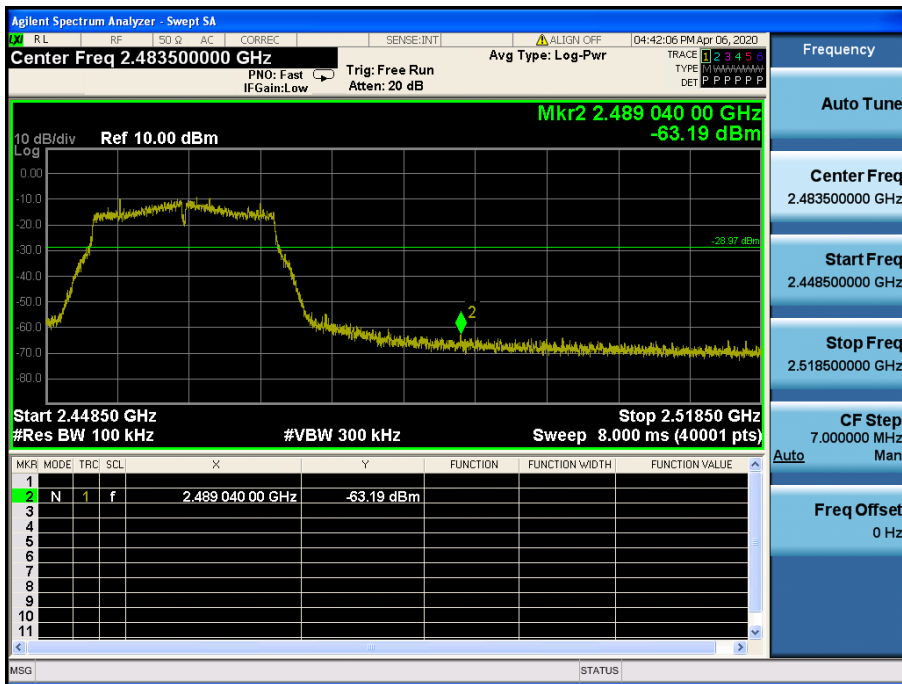 Agilent Spectrum Analyzer - Swept SA
LXI RL RF 50 Ω AC CORREC SENSE:INT ALIGN OFF 04:42:06 PM Apr 06, 2020
Center Freq 2.483500000 GHz
Avg Type: Log-Pwr
TRACE 1 2 3 4 5 6
PNO: Fast Trig: Free Run
TYPE MWWWWW
IFGain:Low Atten: 20 dB
DET P P P P P P
Mkr2 2.489 040 00 GHz
10 dB/div Ref 10.00 dBm -63.19 dBm
Log
0.00
-10.0
-20.0
-30.0
-28.97 dBm
-40.0
-50.0
-60.0
2
-70.0
-80.0
Start 2.44850 GHz Stop 2.51850 GHz
#Res BW 100 kHz #VBW 300 kHz Sweep 8.000 ms (40001 pts)
MKR MODE TRC SCL X Y FUNCTION FUNCTION WIDTH FUNCTION VALUE
1
2 N 1 f 2.489 040 00 GHz -63.19 dBm
3
4
5
6
7
8
9
10
11
MSG STATUS
Frequency
Auto Tune
Center Freq
2.483500000 GHz
Start Freq
2.448500000 GHz
Stop Freq
2.518500000 GHz
CF Step
7.000000 MHz
Auto Man
Freq Offset
0 Hz